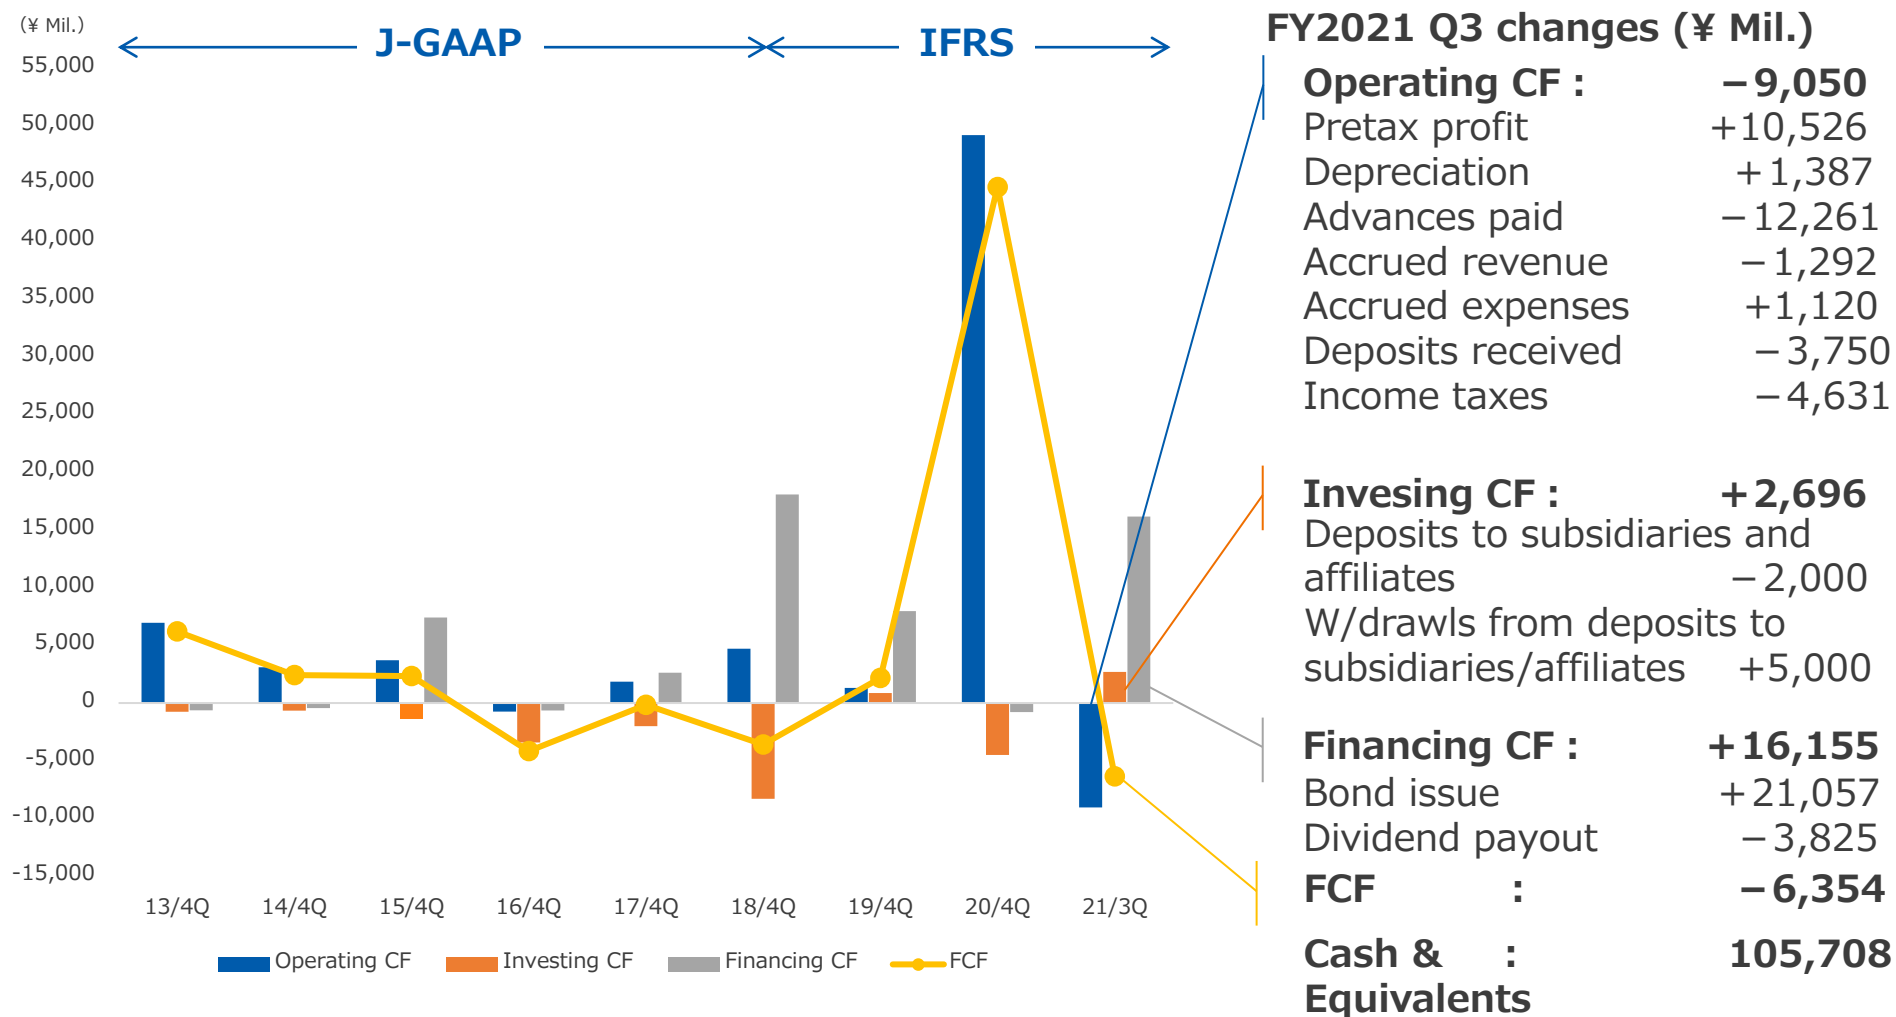 (¥ Mil.)
J-GAAP
IFRS
55,000
50,000
45,000
40,000
35,000
30,000
25,000
20,000
15,000
10,000
5,000
0
-5,000
-10,000
-15,000
13/4Q 14/4Q 15/4Q 16/4Q 17/4Q 18/4Q 19/4Q 20/4Q 21/3Q
Operating CF Investing CF Financing CF FCF
FY2021 Q3 changes (¥ Mil.)
Operating CF : −9,050
Pretax profit +10,526
Depreciation +1,387
Advances paid −12,261
Accrued revenue −1,292
Accrued expenses +1,120
Deposits received −3,750
Income taxes −4,631
Invesing CF : +2,696
Deposits to subsidiaries and
affiliates −2,000
W/drawls from deposits to
subsidiaries/affiliates +5,000
Financing CF : +16,155
Bond issue +21,057
Dividend payout −3,825
FCF : −6,354
Cash & : 105,708
Equivalents